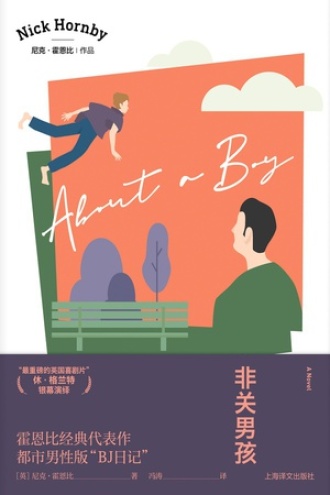 Nick Hornby
尼克·霍恩比|作品
About a Boy
"最重磅的英国喜剧片"
休·格兰特
银幕演绎
非关男孩
A Novel
霍恩比经典代表作
都市男性版"BJ日记"
[英] 尼克·霍恩比 著
冯涛 译
上海译文出版社